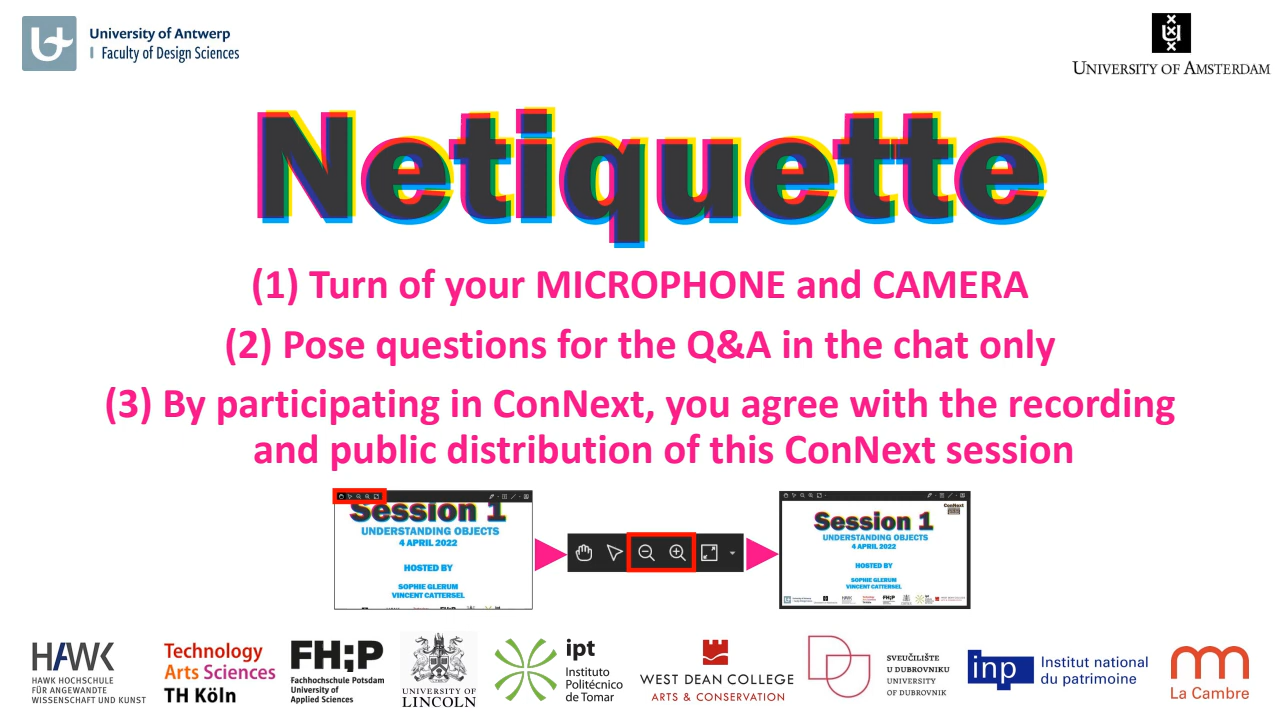 University of Antwerp
Faculty of Design Sciences
UNIVERSITY OF AMSTERDAM
Netiquette
(1) Turn of your MICROPHONE and CAMERA
(2) Pose questions for the Q&A in the chat only
(3) By participating in ConNext, you agree with the recording
and public distribution of this ConNext session
Session 1
UNDERSTANDING OBJECTS
4 APRIL 2022
HOSTED BY
SOPHIE GLERUM
VINCENT CATTERSEL
ConNext
Session 1
UNDERSTANDING OBJECTS
4 APRIL 2022
HOSTED BY
SOPHIE GLERUM
VINCENT CATTERSEL
HAWK
HAWK HOCHSCHULE
FÜR ANGEWANDTE
WISSENSCHAFT UND KUNST
Technology
Arts Sciences
TH Köln
FH;P
Fachhochschule Potsdam
University of
Applied Sciences
UNIVERSITY OF
LINCOLN
ipt
Instituto
Politécnico
de Tomar
WEST DEAN COLLEGE
ARTS & CONSERVATION
SVEUČILIŠTE
U DUBROVNIKU
UNIVERSITY
OF DUBROVNIK
inp
Institut national
du patrimoine
La Cambre